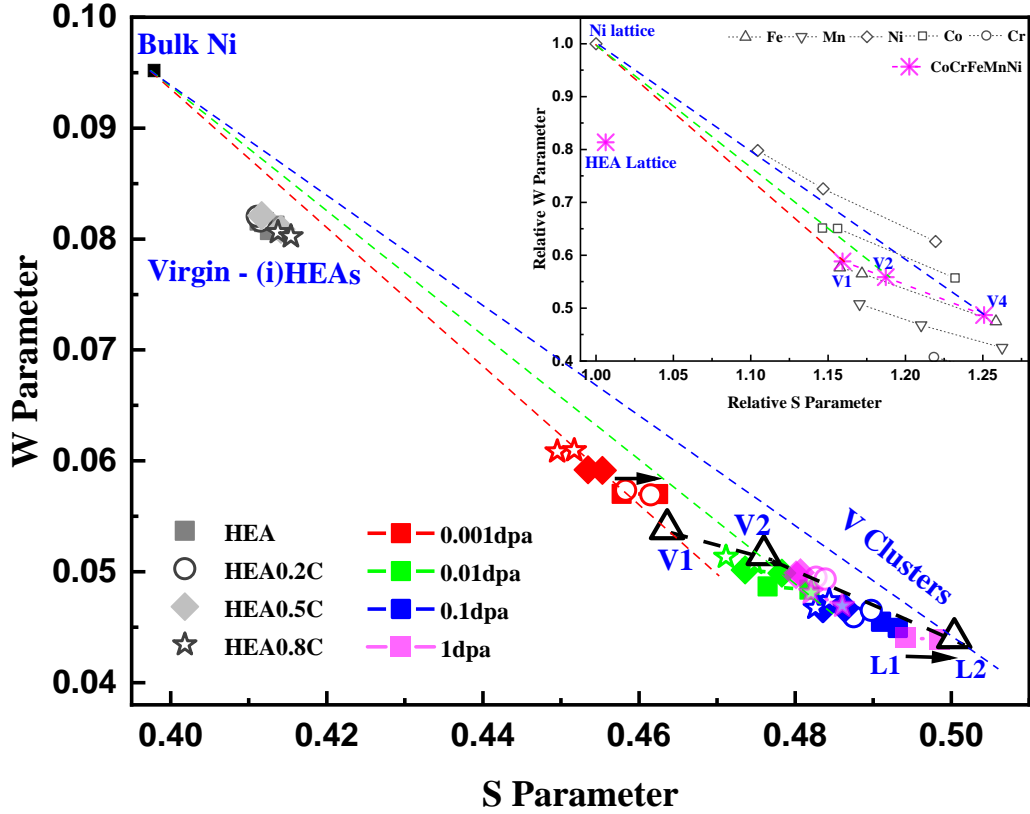 0.10
0.09
0.08
0.07
0.06
0.05
0.04
W Parameter
0.40 0.42 0.44 0.46 0.48 0.50
S Parameter
Bulk Ni
Virgin - (i)HEAs
V1
V2
V Clusters
L1
L2
HEA
HEA0.2C
HEA0.5C
HEA0.8C
0.001dpa
0.01dpa
0.1dpa
1dpa
Ni lattice
Fe Mn Ni Co Cr
CoCrFeMnNi
HEA Lattice
V1
V2
V4
1.0
0.9
0.8
0.7
0.6
0.5
0.4
Relative W Parameter
1.00 1.05 1.10 1.15 1.20 1.25
Relative S Parameter